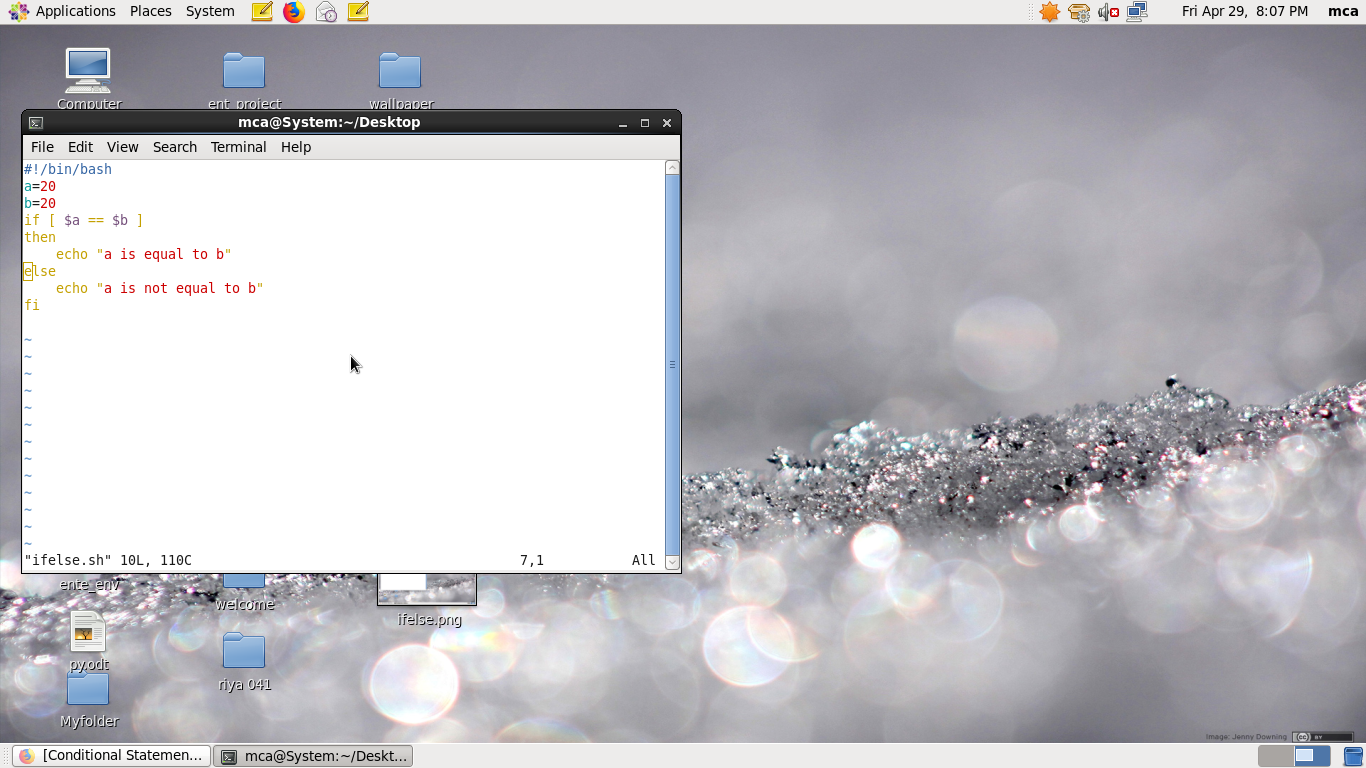 Applications Places System
Fri Apr 29, 8:07 PM mca
Computer
ent_project
wallpaper
mca@System:~/Desktop
File Edit View Search Terminal Help
#!/bin/bash
a=20
b=20
if [ $a == $b ]
then
    echo "a is equal to b"
else
    echo "a is not equal to b"
fi
~
~
~
~
~
~
~
~
~
~
~
~
~
"ifelse.sh" 10L, 110C 7,1 All
ente_env
welcome
ifelse.png
py.odt
riya 041
Myfolder
Image: Jenny Downing
CC BY
[Conditional Statemen...
mca@System:~/Deskt...